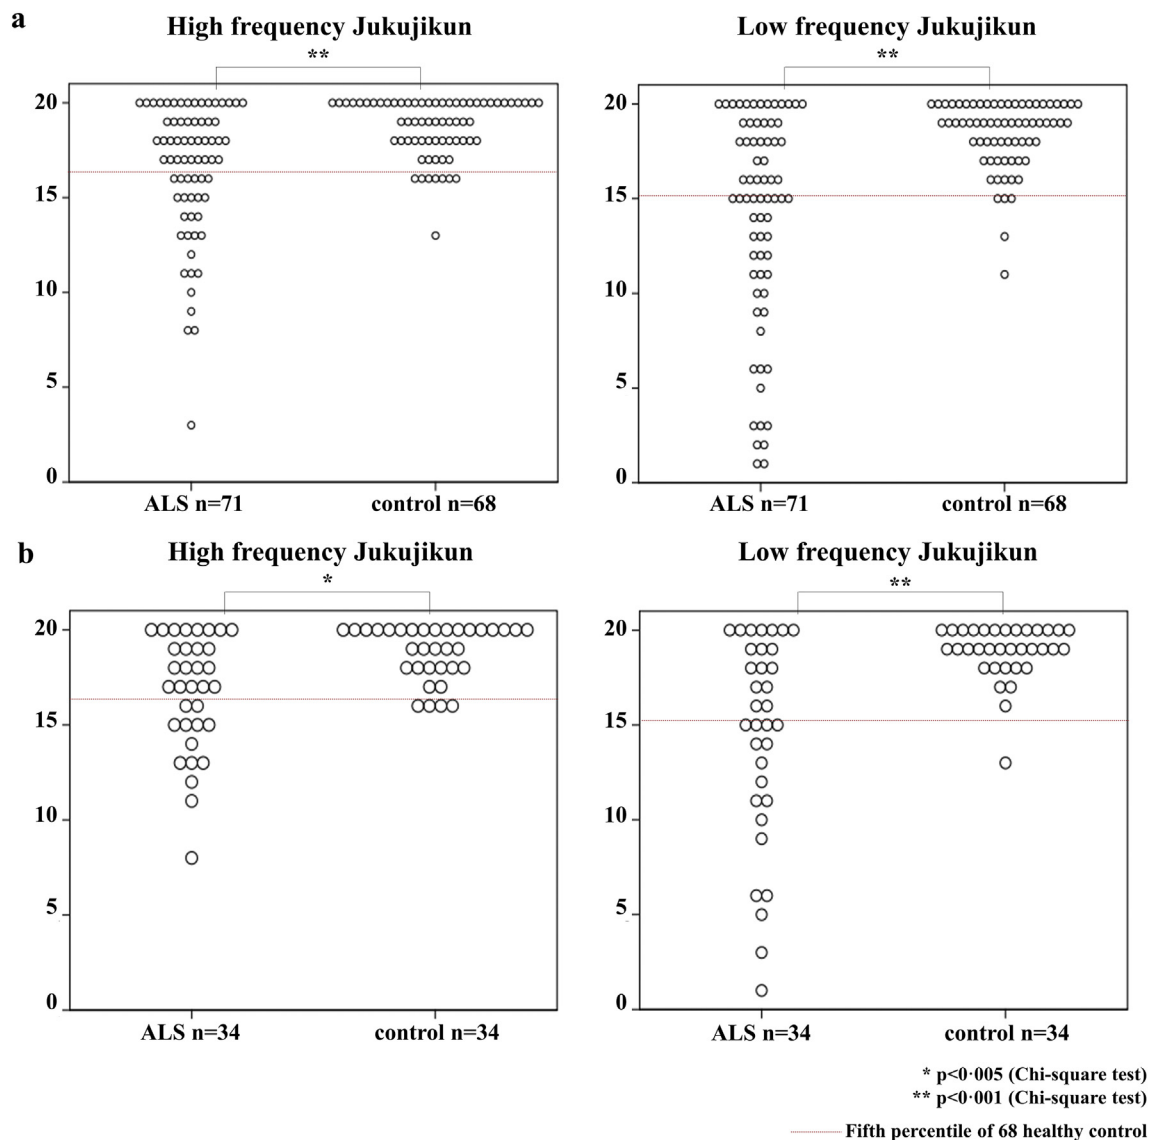 a
High frequency Jukujikun
**
20
15
10
5
0
ALS n=71
control n=68
Low frequency Jukujikun
**
20
15
10
5
0
ALS n=71
control n=68
b
High frequency Jukujikun
*
20
15
10
5
0
ALS n=34
control n=34
Low frequency Jukujikun
**
20
15
10
5
0
ALS n=34
control n=34
* p<0·005 (Chi-square test)
** p<0·001 (Chi-square test)
Fifth percentile of 68 healthy control